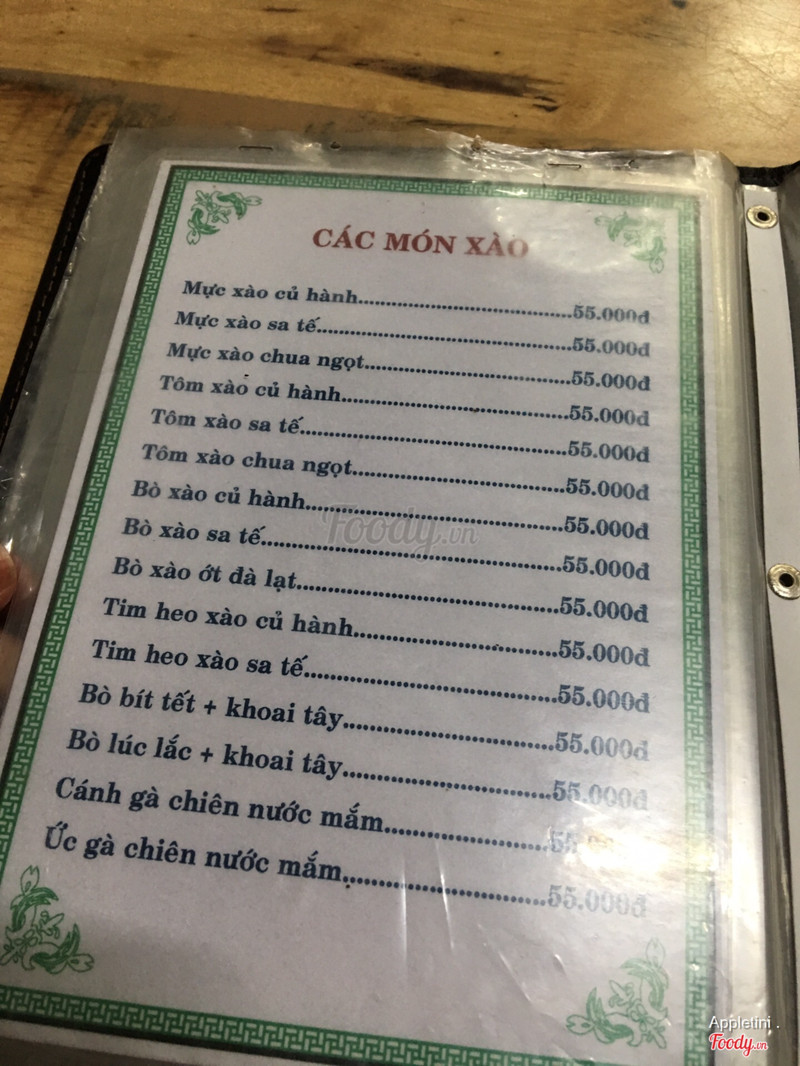 CÁC MÓN XÀO
Mực xào củ hành....................................55.000đ
Mực xào sa tế..........................................55.000đ
Mực xào chua ngọt..................................55.000đ
Tôm xào củ hành.....................................55.000đ
Tôm xào sa tế..........................................55.000đ
Tôm xào chua ngọt..................................55.000đ
Bò xào củ hành........................................55.000đ
Bò xào sa tế.............................................55.000đ
Bò xào ớt đà lạt.......................................55.000đ
Tim heo xào củ hành...............................55.000đ
Tim heo xào sa tế....................................55.000đ
Bò bít tết + khoai tây..............................55.000đ
Bò lúc lắc + khoai tây.............................55.000đ
Cánh gà chiên nước mắm.......................
Ức gà chiên nước mắm............................55.000đ
Foody.vn
Appletini .
Foody.vn